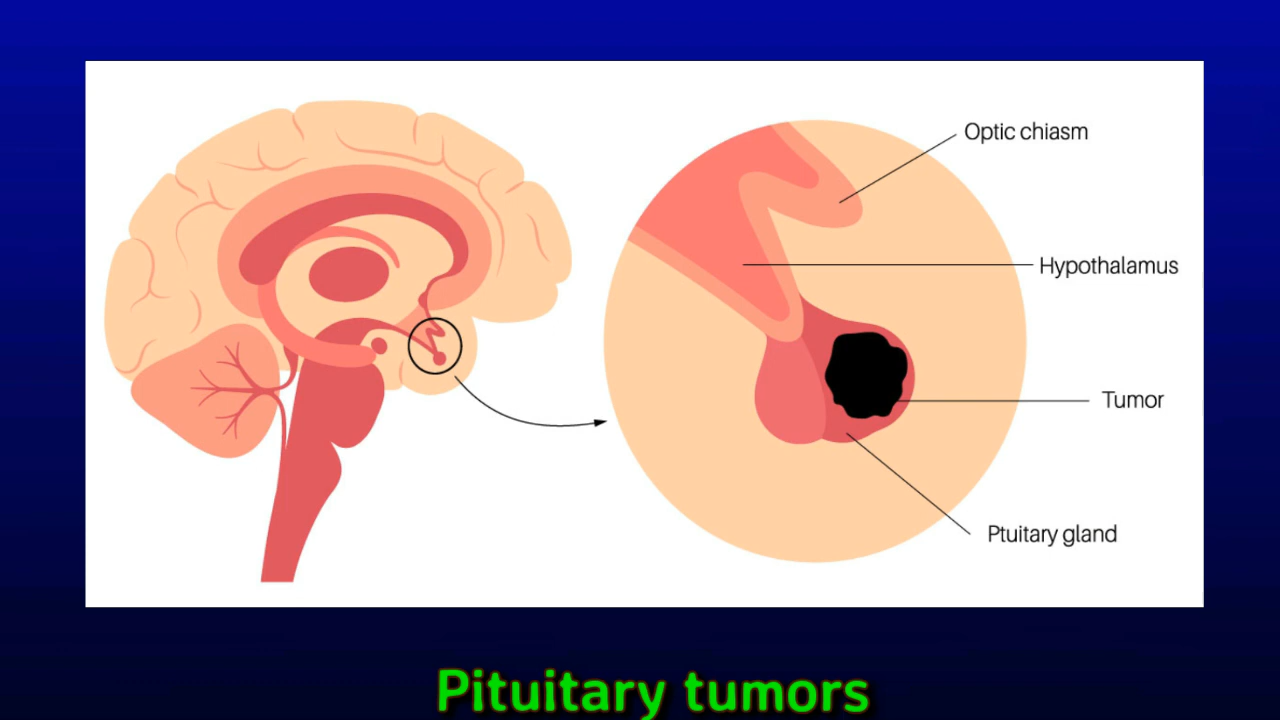 Optic chiasm
Hypothalamus
Tumor
Ptuitary gland
Pituitary tumors